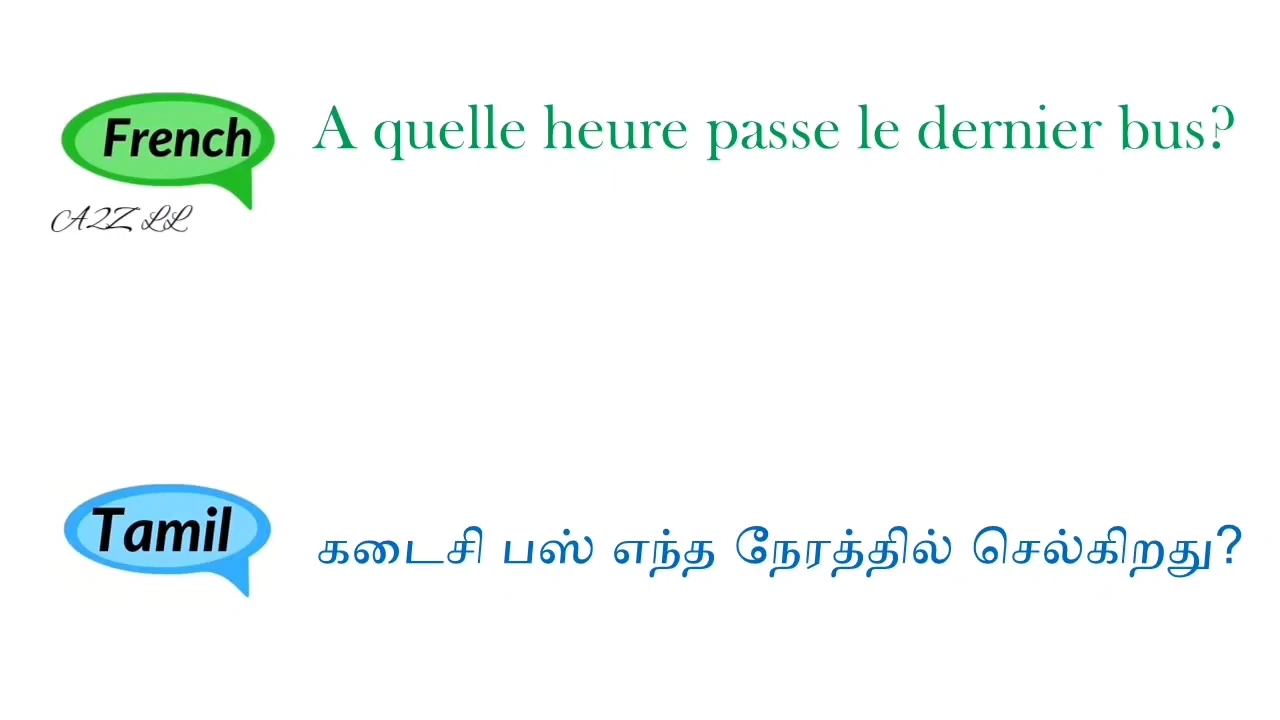 French
A quelle heure passe le dernier bus?
A2Z LL
Tamil
கடைசி பஸ் எந்த நேரத்தில் செல்கிறது?